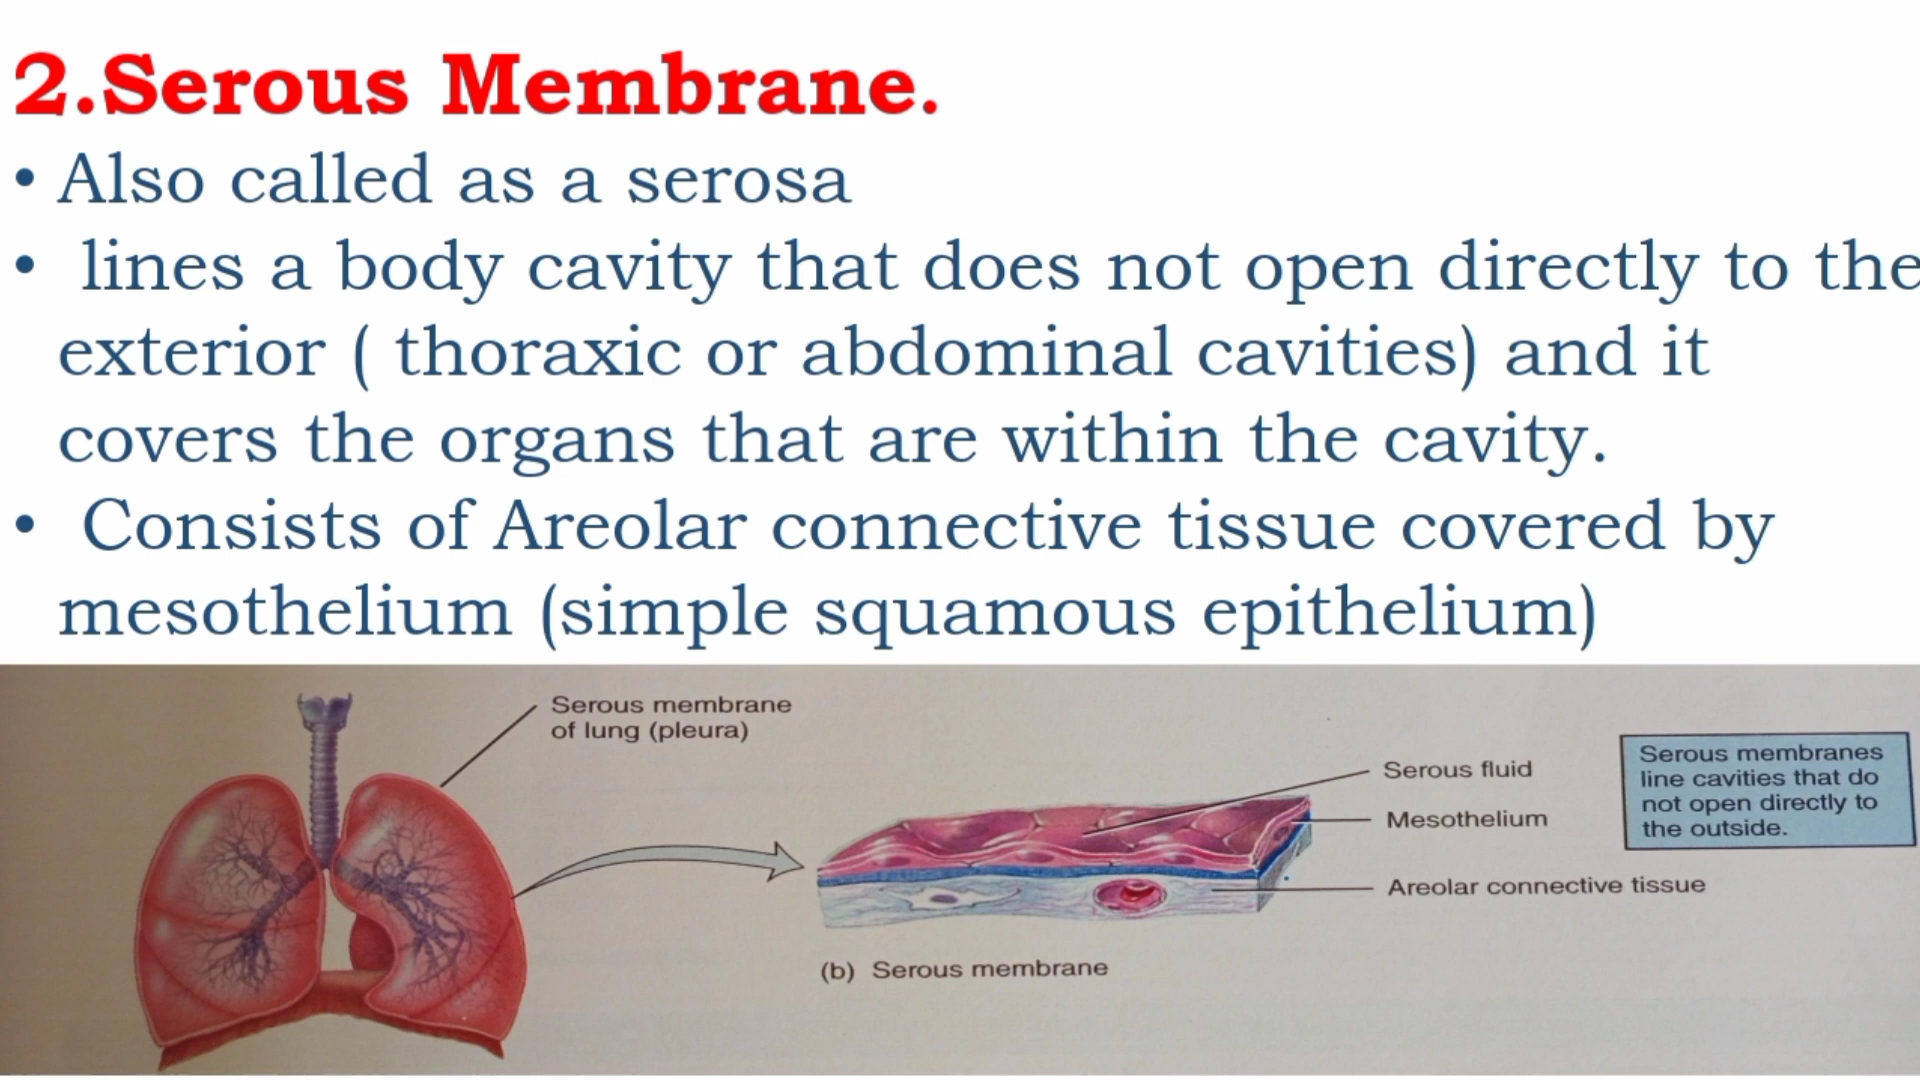 2.Serous Membrane.
• Also called as a serosa
• lines a body cavity that does not open directly to the
exterior ( thoraxic or abdominal cavities) and it
covers the organs that are within the cavity.
• Consists of Areolar connective tissue covered by
mesothelium (simple squamous epithelium)
Serous membrane
of lung (pleura)
Serous fluid
Mesothelium
Areolar connective tissue
Serous membranes
line cavities that do
not open directly to
the outside.
(b) Serous membrane